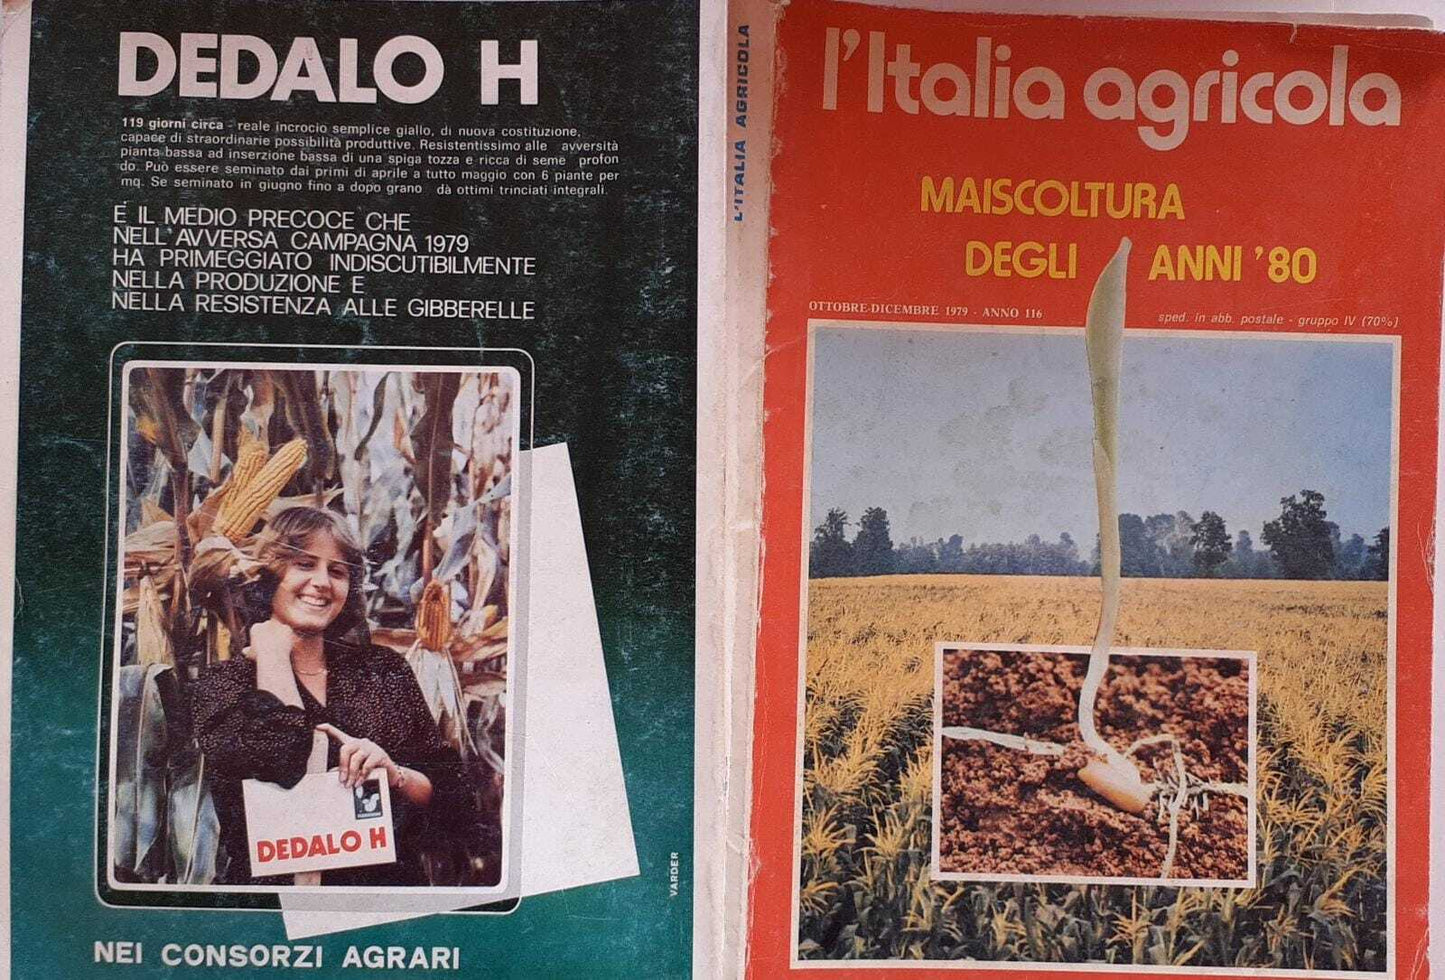 DEDALO H
119 giorni circa - reale incrocio semplice giallo, di nuova costituzione,
capace di straordinarie possibilità produttive. Resistentissimo alle avversità
pianta bassa ad inserzione bassa di una spiga tozza e ricca di seme profon
do. Può essere seminato dai primi di aprile a tutto maggio con 6 piante per
mq. Se seminato in giugno fino a dopo grano dà ottimi trinciati integrali.
È IL MEDIO PRECOCE CHE
NELL'AVVERSA CAMPAGNA 1979
HA PRIMEGGIATO INDISCUTIBILMENTE
NELLA PRODUZIONE E
NELLA RESISTENZA ALLE GIBBERELLE
DEDALO H
VARDER
NEI CONSORZI AGRARI
L'ITALIA AGRICOLA
l'Italia agricola
MAISCOLTURA
DEGLI ANNI '80
OTTOBRE-DICEMBRE 1979 - ANNO 116
sped. in abb. postale - gruppo IV (70%)